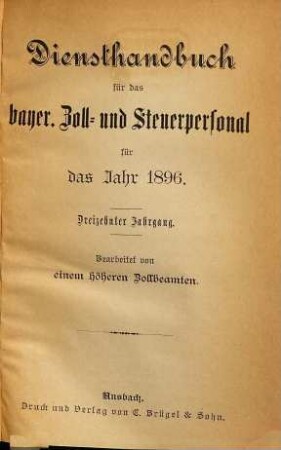 Diensthandbuch
für das
bayer. Zoll- und Steuerpersonal
für
das Jahr 1896.
Dreizehnter Jahrgang.
Bearbeitet von
einem höheren Zollbeamten.
Ansbach.
Druck und Verlag von C. Brügel & Sohn.